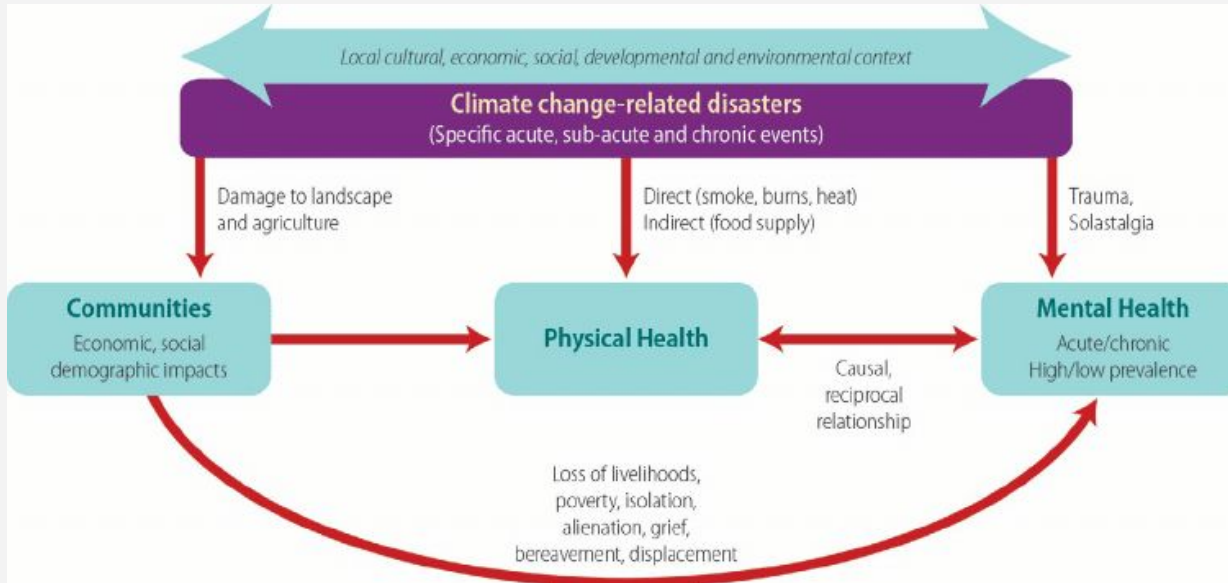 Local cultural, economic, social, developmental and environmental context
Climate change-related disasters
(Specific acute, sub-acute and chronic events)
Damage to landscape
and agriculture
Direct (smoke, burns, heat)
Indirect (food supply)
Trauma,
Solastalgia
Communities
Economic, social
demographic impacts
Physical Health
Mental Health
Acute/chronic
High/low prevalence
Causal,
reciprocal
relationship
Loss of livelihoods,
poverty, isolation,
alienation, grief,
bereavement, displacement